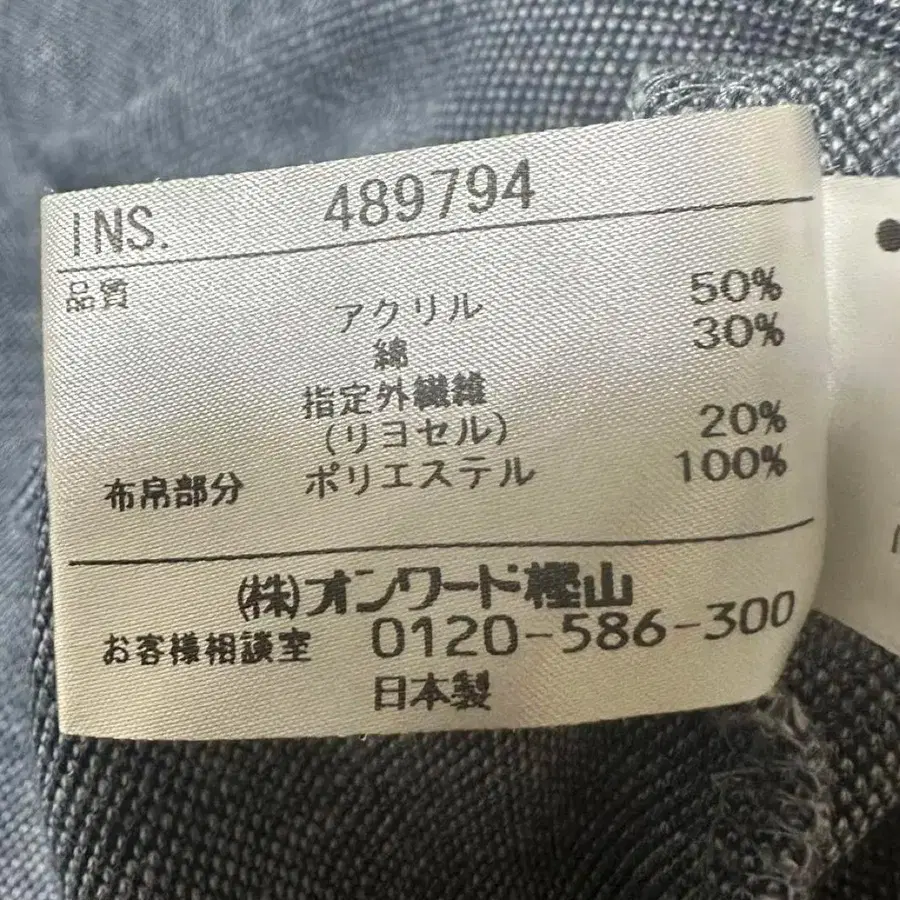 INS. 489794
品質
アクリル 50%
綿 30%
指定外繊維
(リヨセル) 20%
布帛部分 ポリエステル 100%
(株)オンワード樫山
お客様相談室 0120-586-300
日本製